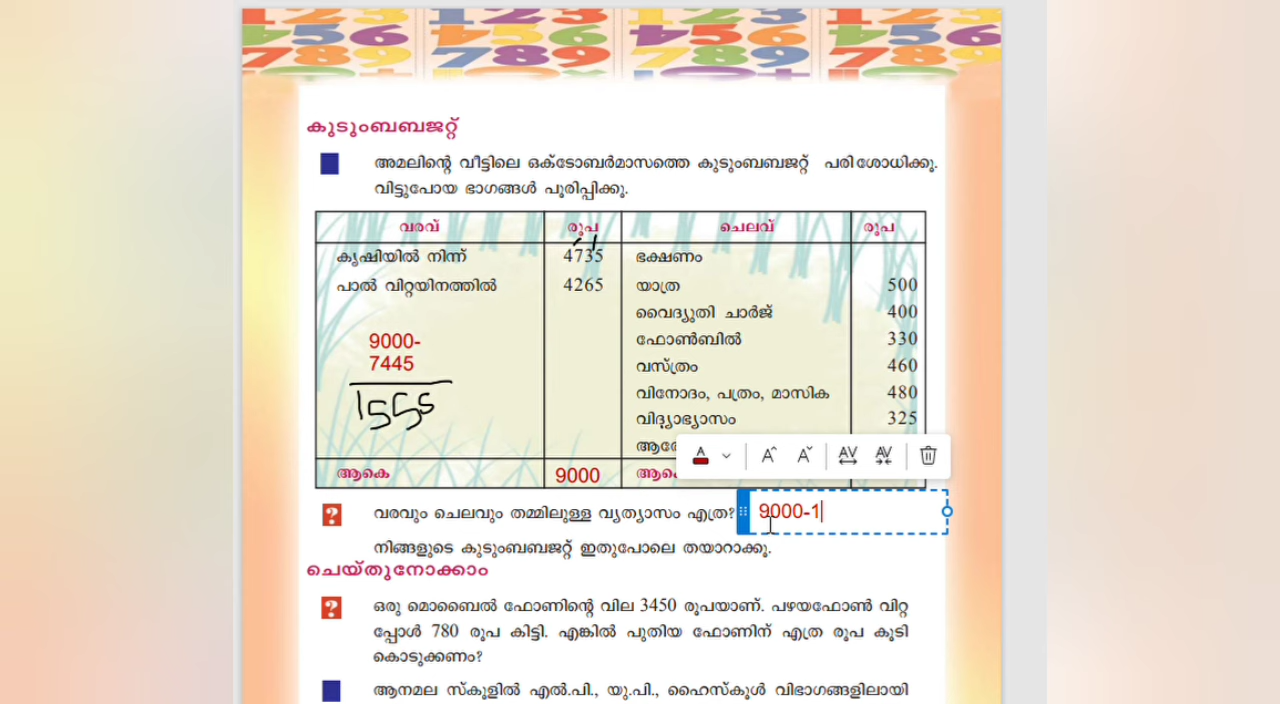 കുടുംബബജറ്റ്
അമലിന്റെ വീട്ടിലെ ഒക്ടോബർമാസത്തെ കുടുംബബജറ്റ് പരിശോധിക്കൂ.
വിട്ടുപോയ ഭാഗങ്ങൾ പൂരിപ്പിക്കൂ.
വരവ് രൂപ ചെലവ് രൂപ
കൃഷിയിൽ നിന്ന് 4735 ഭക്ഷണം
പാൽ വിറ്റയിനത്തിൽ 4265 യാത്ര 500
വൈദ്യുതി ചാർജ് 400
9000- ഫോൺബിൽ 330
7445 വസ്ത്രം 460
1555 വിനോദം, പത്രം, മാസിക 480
വിദ്യാഭ്യാസം 325
ആകെ 9000
വരവും ചെലവും തമ്മിലുള്ള വ്യത്യാസം എത്ര? 9000-1
നിങ്ങളുടെ കുടുംബബജറ്റ് ഇതുപോലെ തയാറാക്കൂ.
ചെയ്തുനോക്കാം
ഒരു മൊബൈൽ ഫോണിന്റെ വില 3450 രൂപയാണ്. പഴയഫോൺ വിറ്റ
പ്പോൾ 780 രൂപ കിട്ടി. എങ്കിൽ പുതിയ ഫോണിന് എത്ര രൂപ കൂടി
കൊടുക്കണം?
ആനമല സ്കൂളിൽ എൽ.പി., യു.പി., ഹൈസ്കൂൾ വിഭാഗങ്ങളിലായി